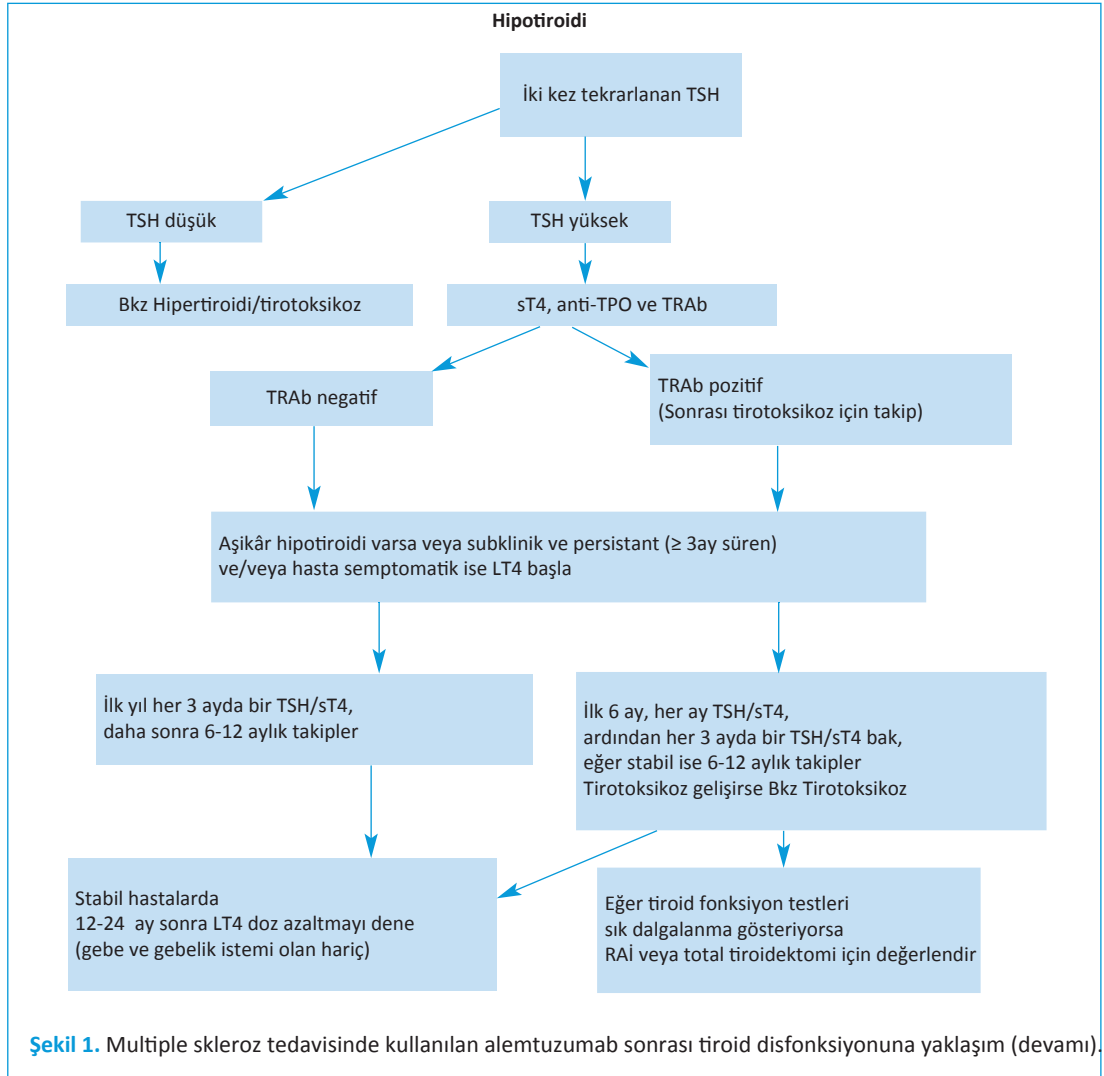 Hipotiroidi
İki kez tekrarlanan TSH
TSH düşük
TSH yüksek
Bkz Hipertiroidi/tirotoksikoz
sT4, anti-TPO ve TRAb
TRAb negatif
TRAb pozitif
(Sonrası tirotoksikoz için takip)
Aşikâr hipotiroidi varsa veya subklinik ve persistant (≥ 3ay süren)
ve/veya hasta semptomatik ise LT4 başla
İlk yıl her 3 ayda bir TSH/sT4,
daha sonra 6-12 aylık takipler
İlk 6 ay, her ay TSH/sT4,
ardından her 3 ayda bir TSH/sT4 bak,
eğer stabil ise 6-12 aylık takipler
Tirotoksikoz gelişirse Bkz Tirotoksikoz
Stabil hastalarda
12-24 ay sonra LT4 doz azaltmayı dene
(gebe ve gebelik istemi olan hariç)
Eğer tiroid fonksiyon testleri
sık dalgalanma gösteriyorsa
RAİ veya total tiroidektomi için değerlendir
Şekil 1. Multiple skleroz tedavisinde kullanılan alemtuzumab sonrası tiroid disfonksiyonuna yaklaşım (devamı).